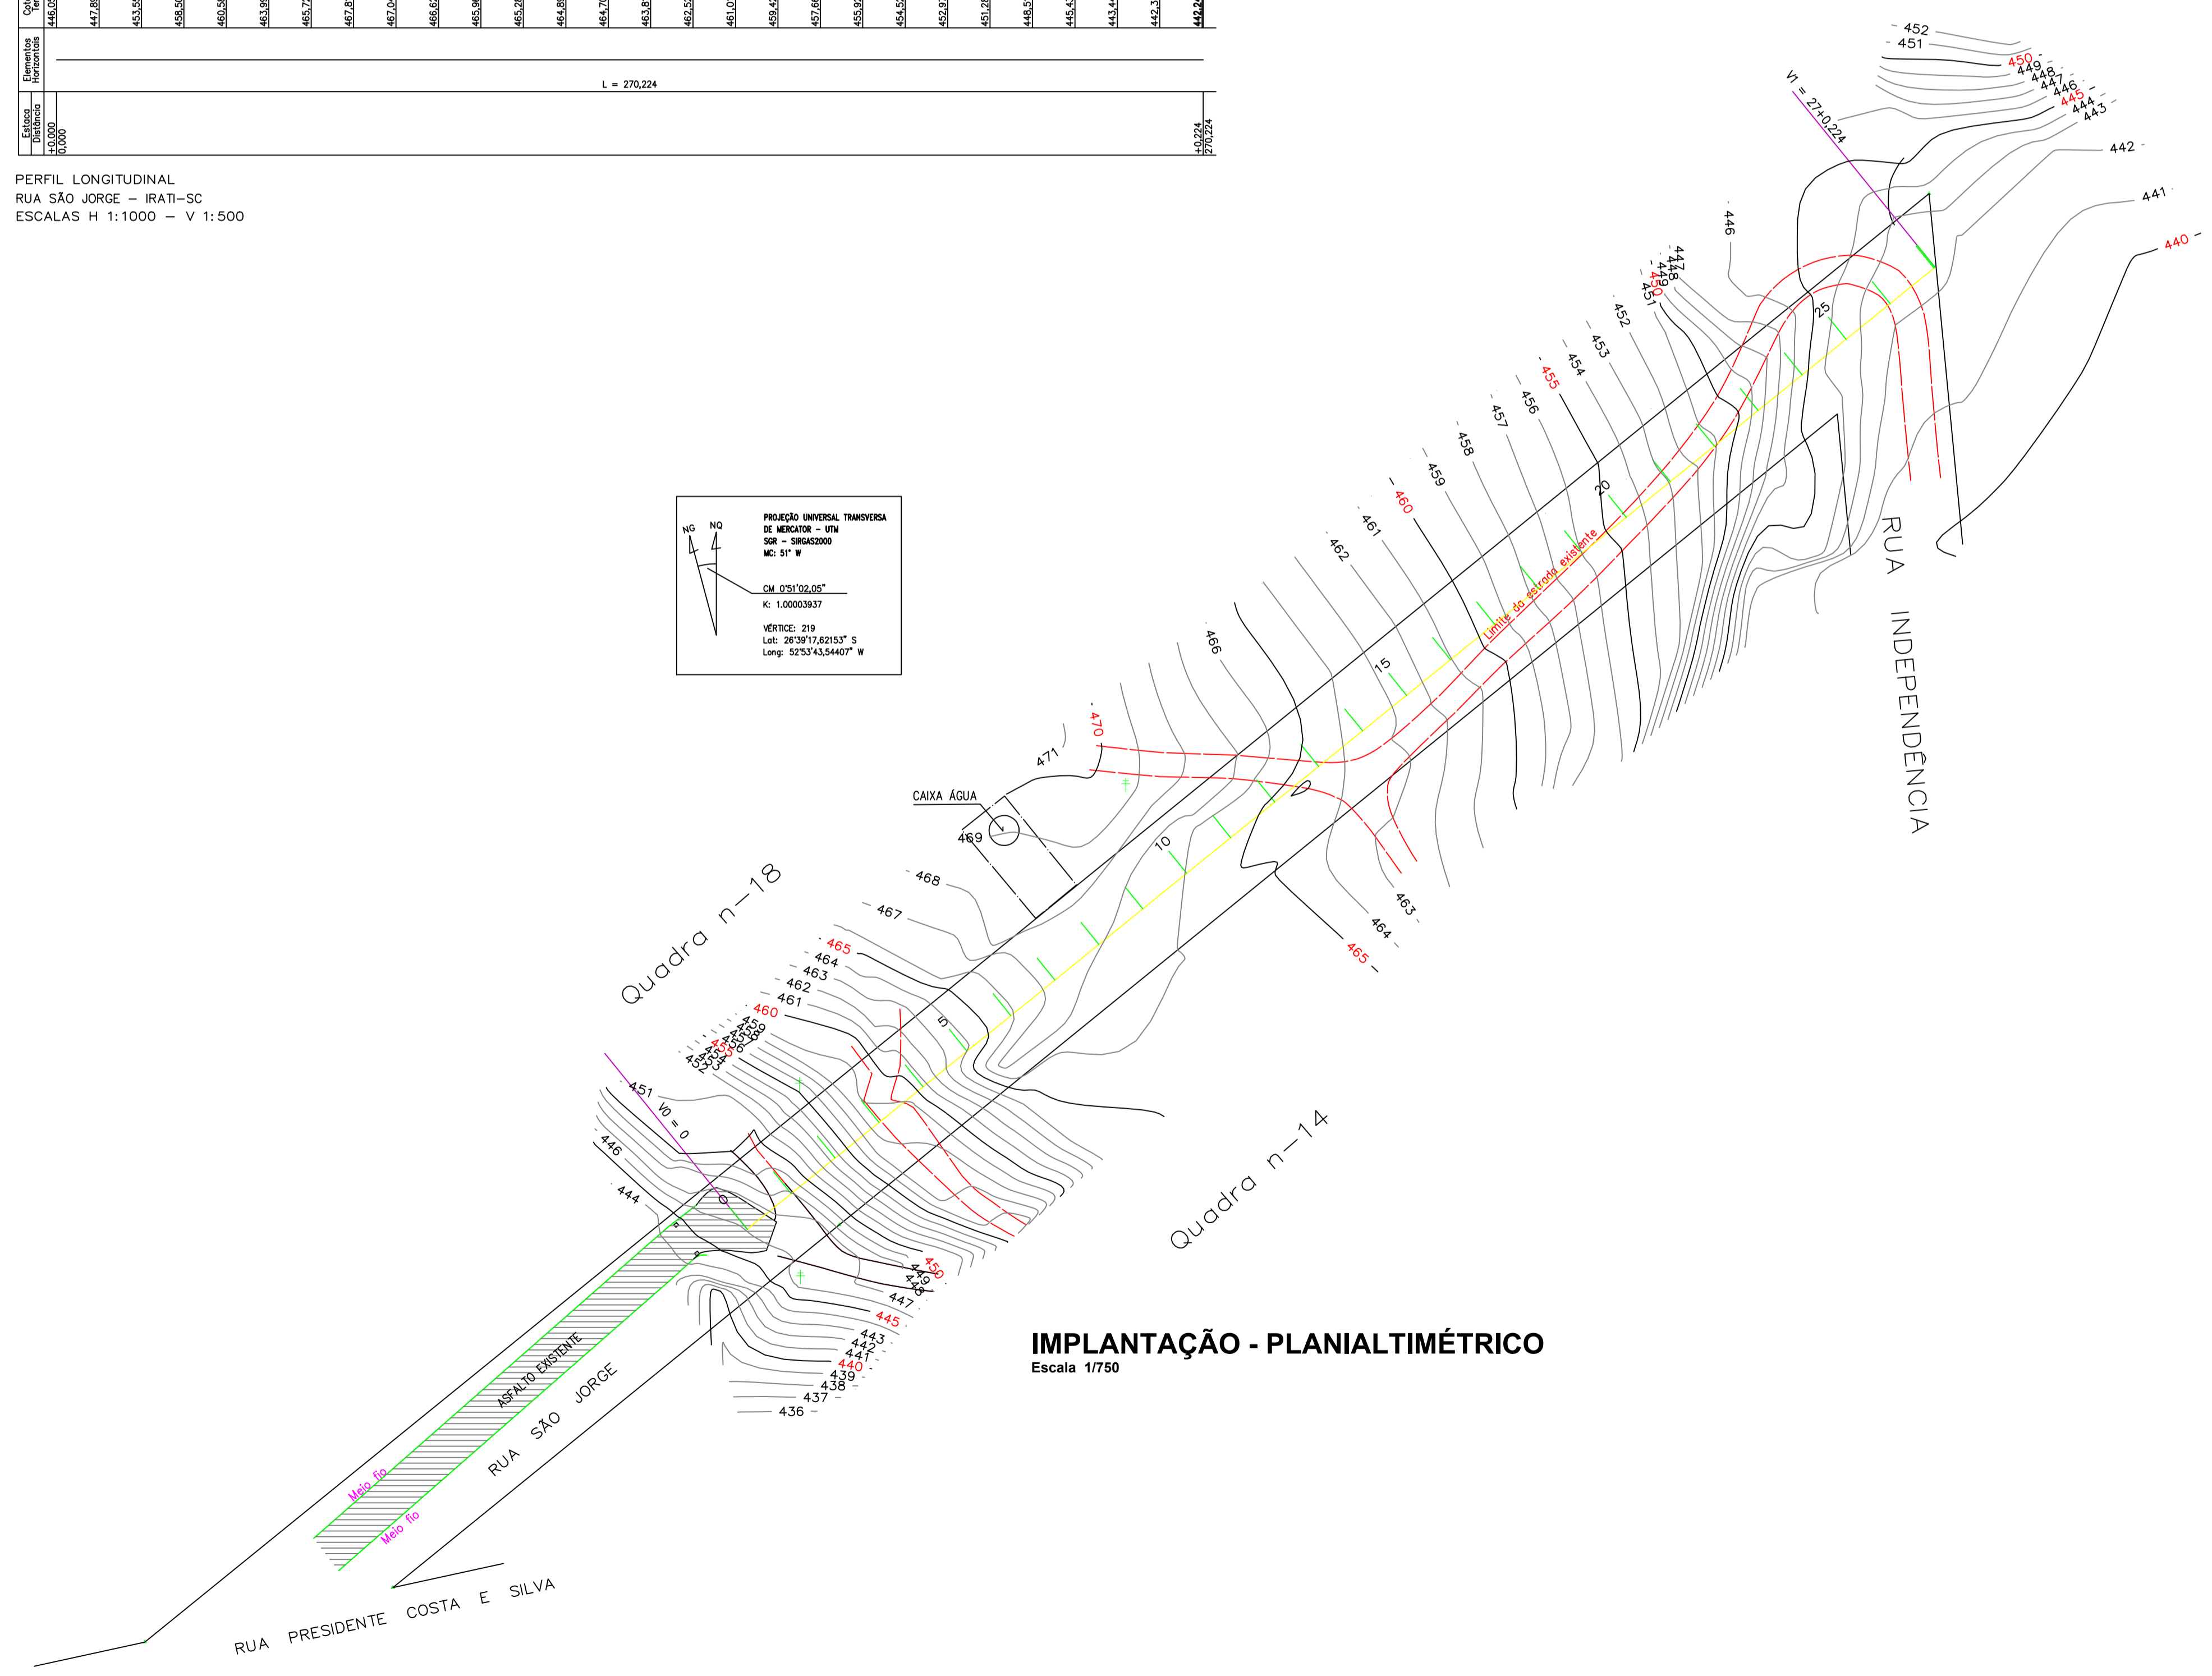 Elementos
Horizontais
L = 270,224
Estaca
Distância
+0,000
0,000
+0,224
270,224
PERFIL LONGITUDINAL
RUA SÃO JORGE – IRATI–SC
ESCALAS H 1:1000 – V 1:500
NG
NQ
PROJEÇÃO UNIVERSAL TRANSVERSA
DE MERCATOR – UTM
SGR – SIRGAS2000
MC: 51° W
CM 0°51'02,05"
K: 1.00003937
VÉRTICE: 219
Lat: 26°39'17,62153" S
Long: 52°53'43,54407" W
452
451
450
449
448
447
446
445
444
443
442
441
440
V1 = 27+0,224
446
447
448
449
450
451
452
453
454
455
456
457
458
459
460
461
462
466
470
471
25
20
15
10
5
Limite da estrada existente
RUA INDEPENDÊNCIA
CAIXA ÁGUA
469
468
467
465
464
463
462
461
460
463
464
465
Quadra n–18
Quadra n–14
451
V0 = 0
446
444
450
449
448
447
445
443
442
441
440
439
438
437
436
ASFALTO EXISTENTE
RUA SÃO JORGE
Meio fio
Meio fio
RUA PRESIDENTE COSTA E SILVA
IMPLANTAÇÃO - PLANIALTIMÉTRICO
Escala 1/750